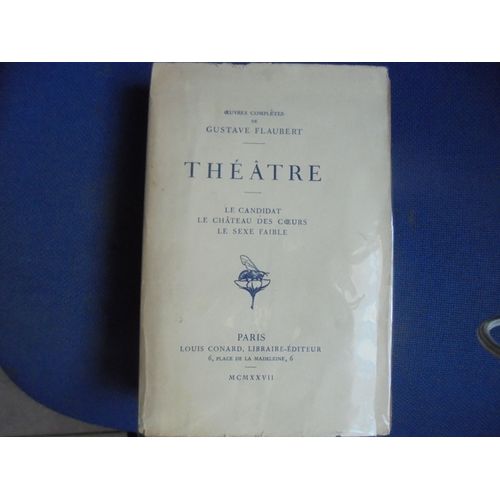 ŒUVRES COMPLÈTES
DE
GUSTAVE FLAUBERT
THÉÂTRE
LE CANDIDAT
LE CHÂTEAU DES CŒURS
LE SEXE FAIBLE
PARIS
LOUIS CONARD, LIBRAIRE-ÉDITEUR
6, PLACE DE LA MADELEINE, 6
MCMXXVII